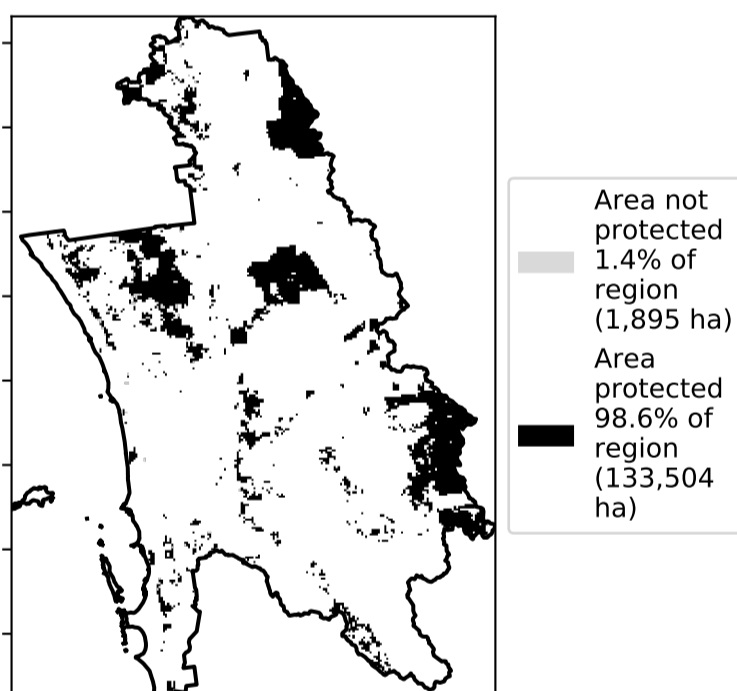 Area not
protected
1.4% of
region
(1,895 ha)
Area
protected
98.6% of
region
(133,504
ha)